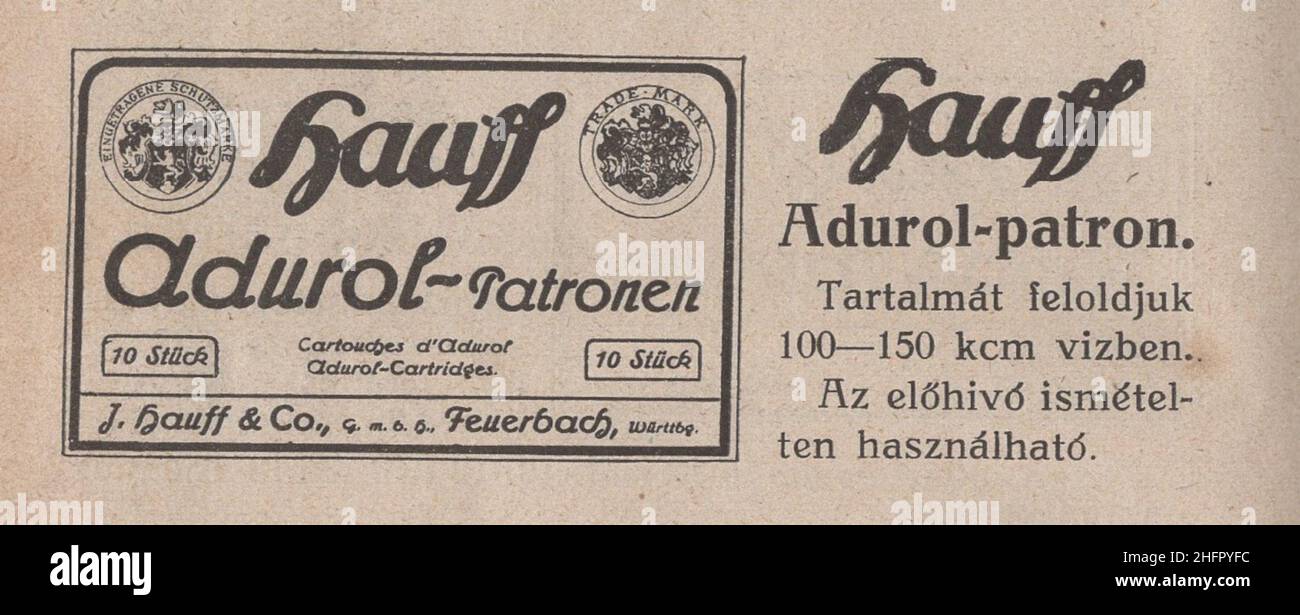 EINGETRAGENE SCHUTZMARKE
TRADE-MARK
Hauff
Adurol-Patronen
10 Stück
Cartouches d'Adurol
Adurol-Cartridges.
10 Stück
J. Hauff & Co., G. m. b. H., Feuerbach, Württbg.
Hauff
Adurol-patron.
Tartalmát feloldjuk
100—150 kcm vizben.
Az előhivó ismétel-
ten használható.
alamy
Image ID: 2HFPYFC
www.alamy.com